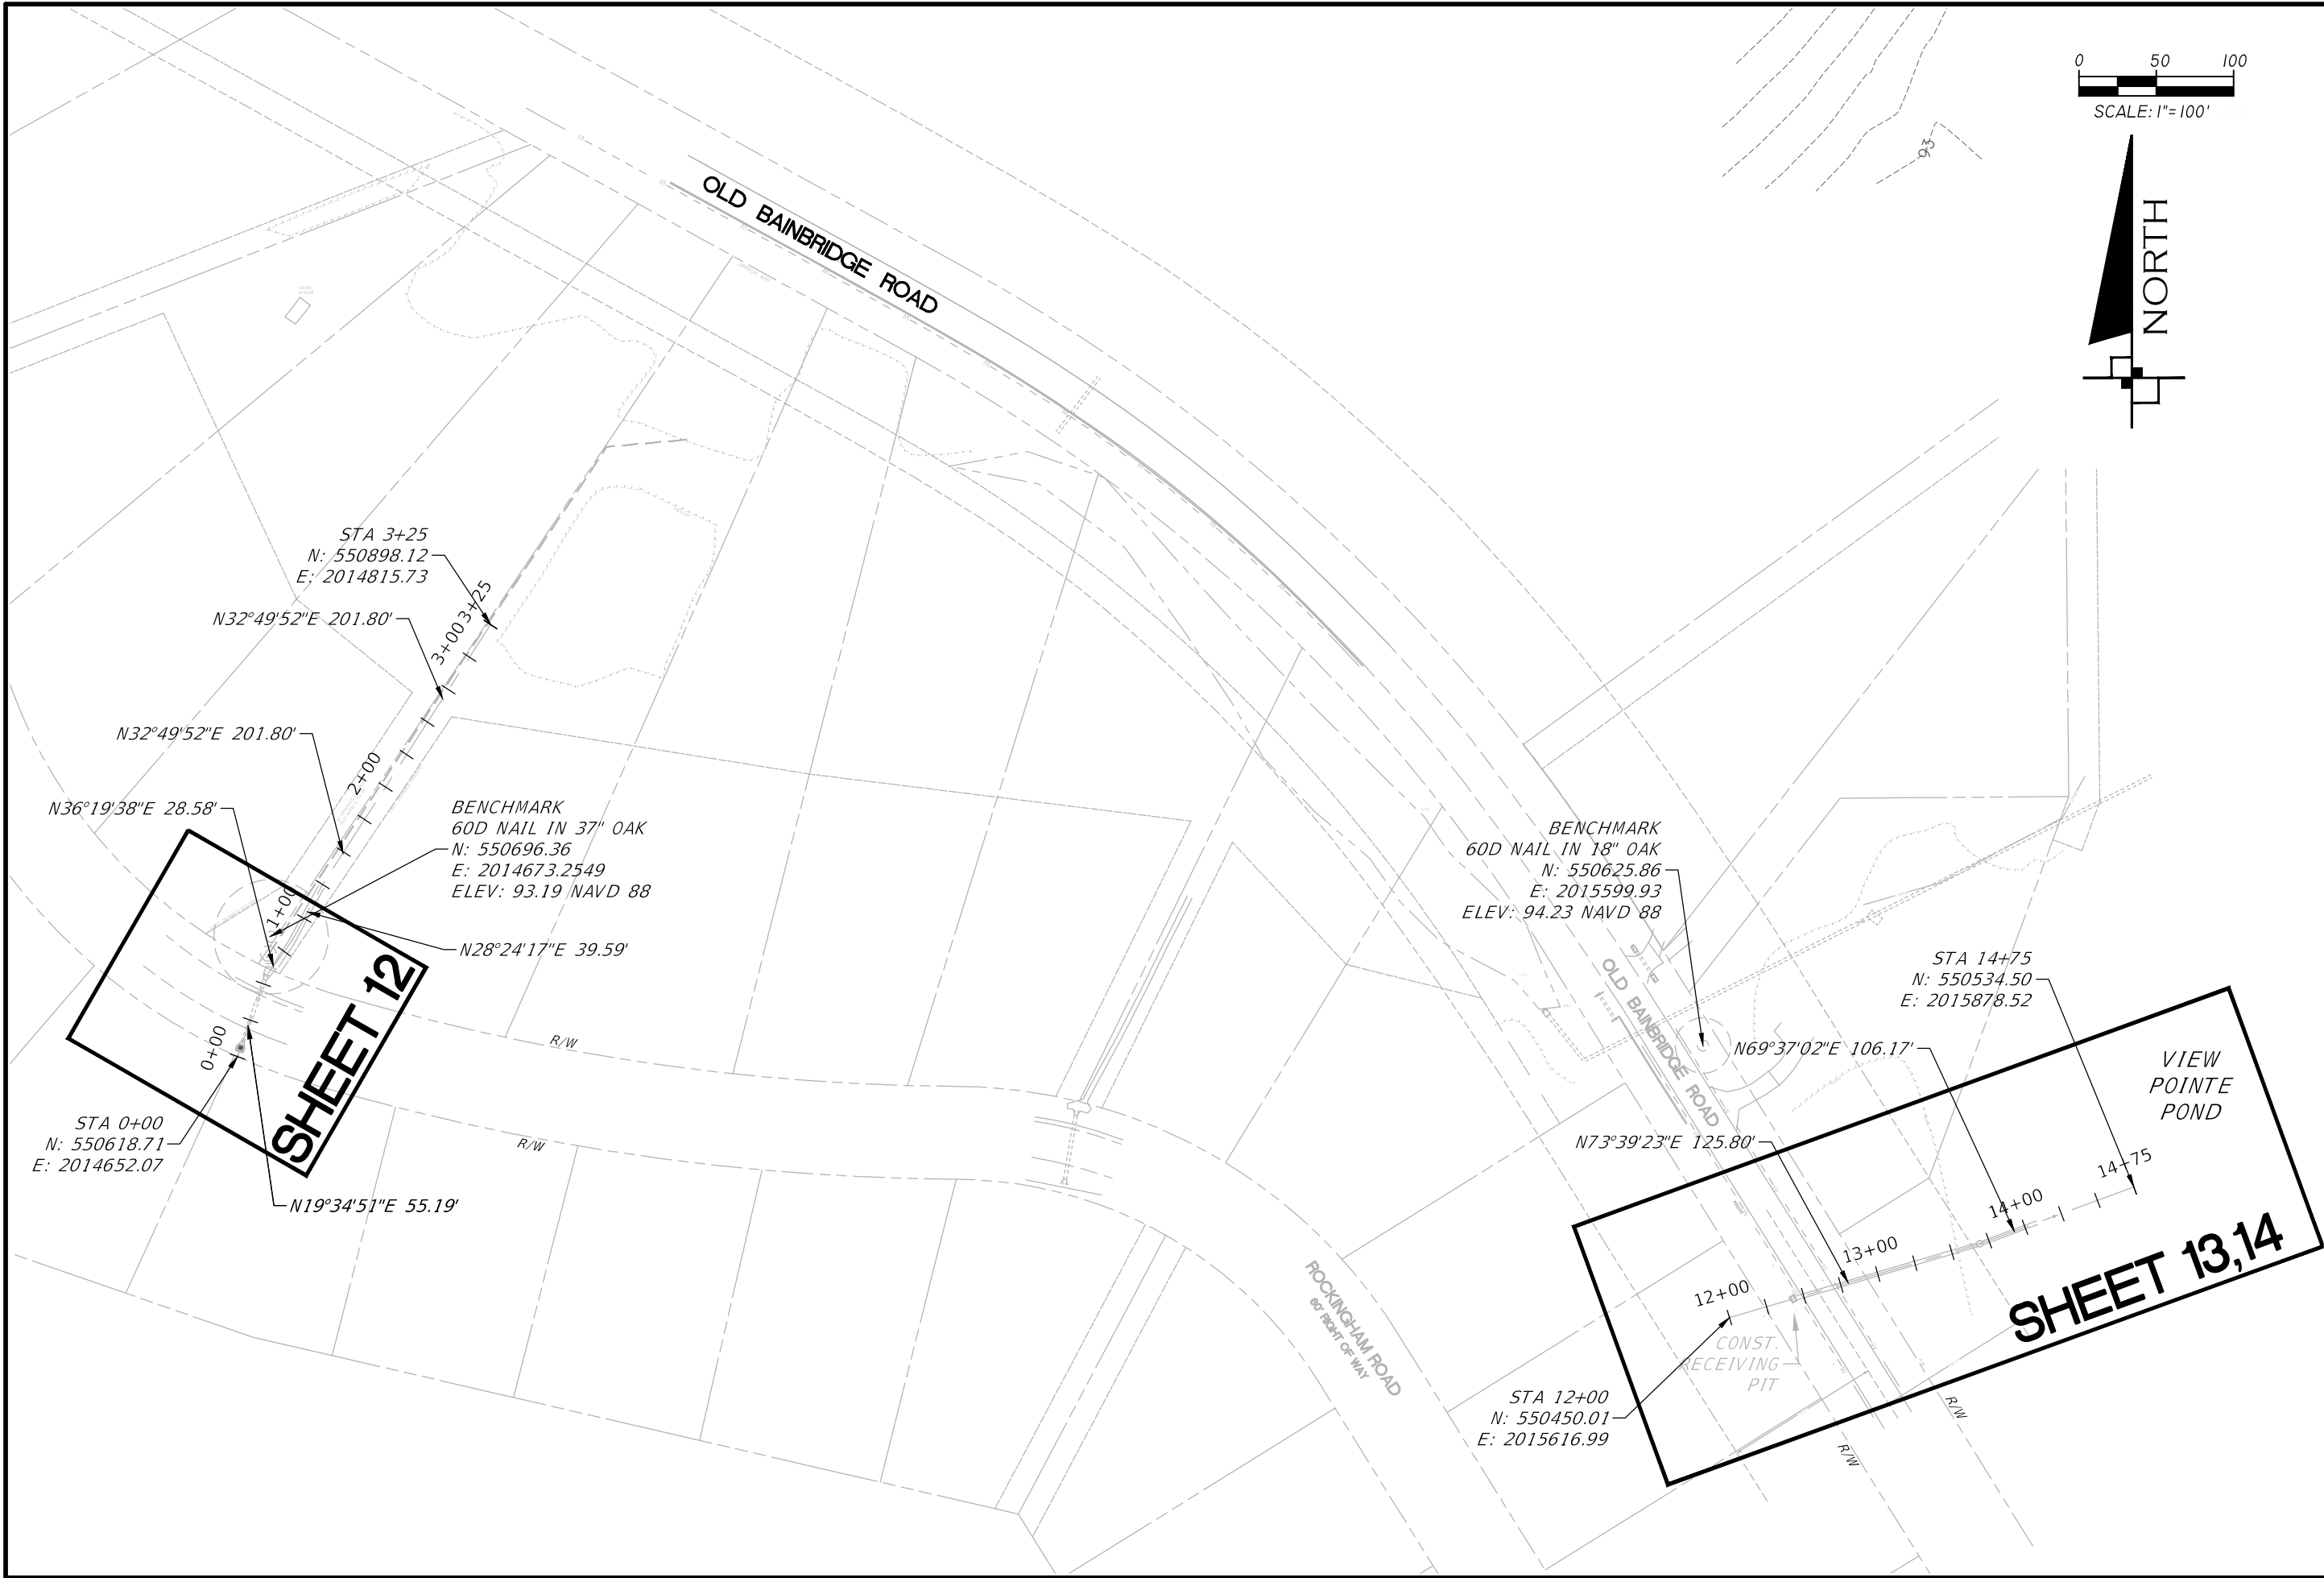 0 50 100
SCALE: 1"=100'
NORTH
93
OLD BAINBRIDGE ROAD
STA 3+25
N: 550898.12
E: 2014815.73
3+25
3+00
N32°49'52"E 201.80'
N32°49'52"E 201.80'
2+00
N36°19'38"E 28.58'
BENCHMARK
60D NAIL IN 37" OAK
N: 550696.36
E: 2014673.2549
ELEV: 93.19 NAVD 88
1+00
N28°24'17"E 39.59'
SHEET 12
0+00
STA 0+00
N: 550618.71
E: 2014652.07
N19°34'51"E 55.19'
R/W
R/W
BENCHMARK
60D NAIL IN 18" OAK
N: 550625.86
E: 2015599.93
ELEV: 94.23 NAVD 88
OLD BAINBRIDGE ROAD
STA 14+75
N: 550534.50
E: 2015878.52
N69°37'02"E 106.17'
VIEW
POINTE
POND
N73°39'23"E 125.80'
14+75
14+00
13+00
12+00
SHEET 13,14
CONST.
RECEIVING
PIT
STA 12+00
N: 550450.01
E: 2015616.99
R/W
R/W
ROCKINGHAM ROAD
60' RIGHT OF WAY